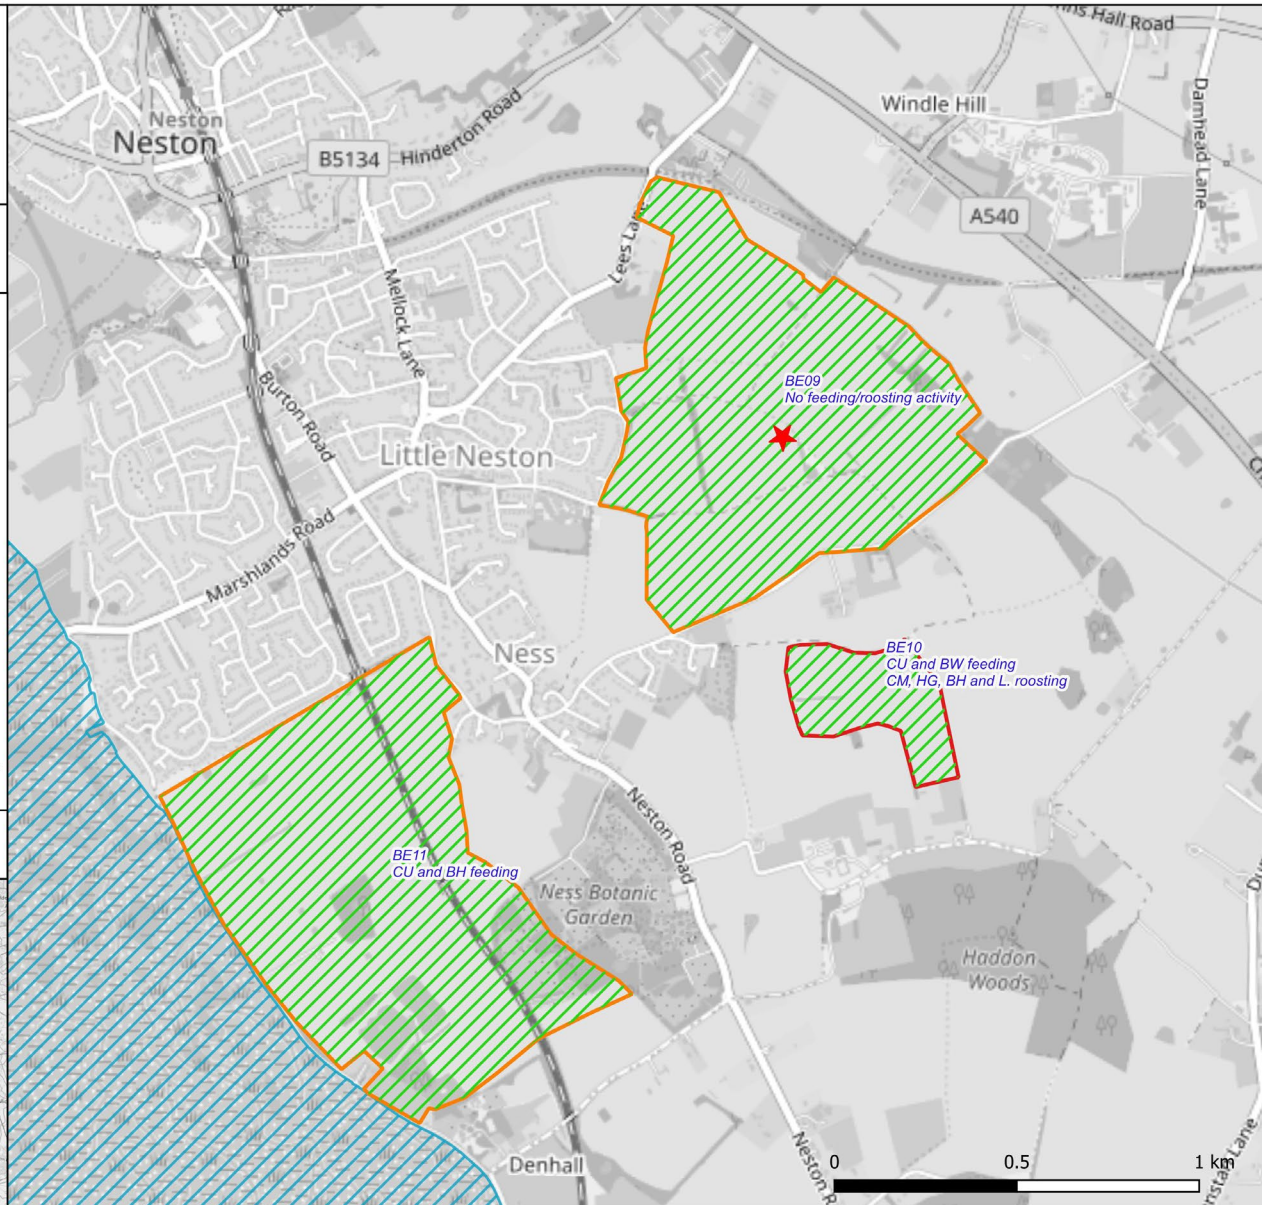 Hall Road
Windle Hill
Damhead Lane
Neston
Neston
B5134
Hinderton Road
A540
Lees Lane
Mellock Lane
BE09
No feeding/roosting activity
Burton Road
Little Neston
Marshlands Road
Ness
BE10
CU and BW feeding
CM, HG, BH and L. roosting
Neston Road
BE11
CU and BH feeding
Ness Botanic
Garden
Haddon
Woods
Denhall
Neston R
0 0.5 1 km